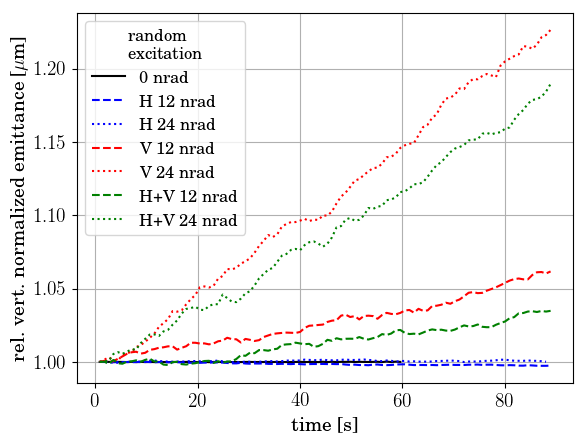 random
excitation
0 nrad
H 12 nrad
H 24 nrad
V 12 nrad
V 24 nrad
H+V 12 nrad
H+V 24 nrad
rel. vert. normalized emittance [μm]
1.20
1.15
1.10
1.05
1.00
0 20 40 60 80
time [s]